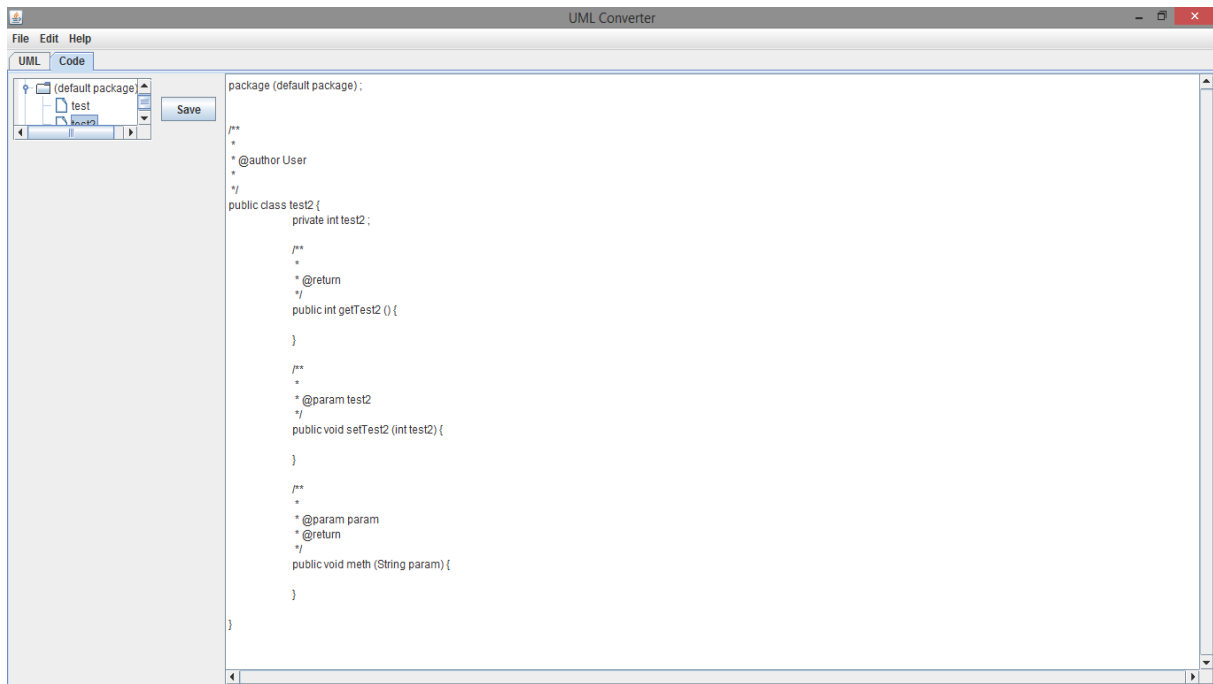 UML Converter
File Edit Help
UML Code
(default package)
test
test2
Save
package (default package) ;
/**
*
* @author User
*
*/
public class test2 {
private int test2 ;
/**
*
* @return
*/
public int getTest2 () {
}
/**
*
* @param test2
*/
public void setTest2 (int test2) {
}
/**
*
* @param param
* @return
*/
public void meth (String param) {
}
}